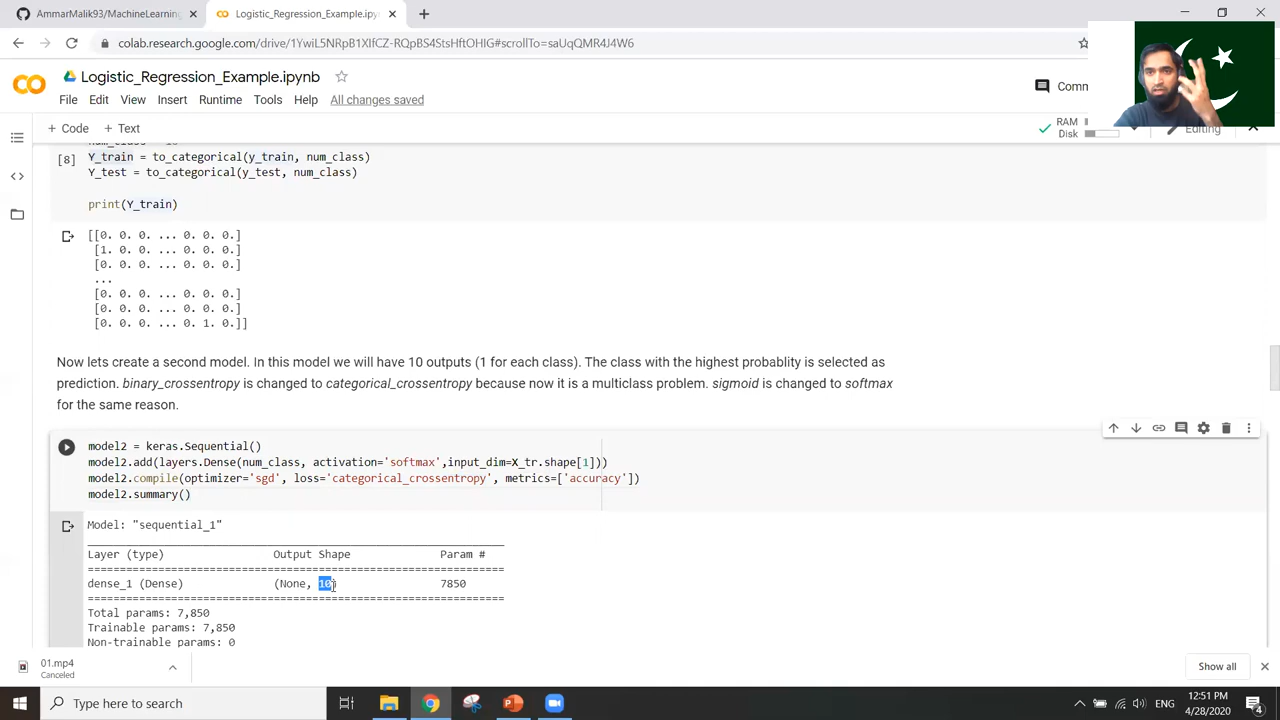 AmmarMalik93/MachineLearning
Logistic_Regression_Example.ipyn
colab.research.google.com/drive/1YwiL5NRpB1XIfCZ-RQpBS4StsHftOHIG#scrollTo=saUqQMR4J4W6
Logistic_Regression_Example.ipynb
File Edit View Insert Runtime Tools Help All changes saved
Comm
+ Code + Text
RAM
Disk
Editing
[8] Y_train = to_categorical(y_train, num_class)
Y_test = to_categorical(y_test, num_class)
print(Y_train)
[[0. 0. 0. ... 0. 0. 0.]
[1. 0. 0. ... 0. 0. 0.]
[0. 0. 0. ... 0. 0. 0.]
...
[0. 0. 0. ... 0. 0. 0.]
[0. 0. 0. ... 0. 0. 0.]
[0. 0. 0. ... 0. 1. 0.]]
Now lets create a second model. In this model we will have 10 outputs (1 for each class). The class with the highest probablity is selected as
prediction. binary_crossentropy is changed to categorical_crossentropy because now it is a multiclass problem. sigmoid is changed to softmax
for the same reason.
model2 = keras.Sequential()
model2.add(layers.Dense(num_class, activation='softmax',input_dim=X_tr.shape[1]))
model2.compile(optimizer='sgd', loss='categorical_crossentropy', metrics=['accuracy'])
model2.summary()
Model: "sequential_1"
Layer (type) Output Shape Param #
=================================================================
dense_1 (Dense) (None, 10) 7850
=================================================================
Total params: 7,850
Trainable params: 7,850
Non-trainable params: 0
01.mp4
Canceled
Show all
Type here to search
ENG
12:51 PM
4/28/2020
4